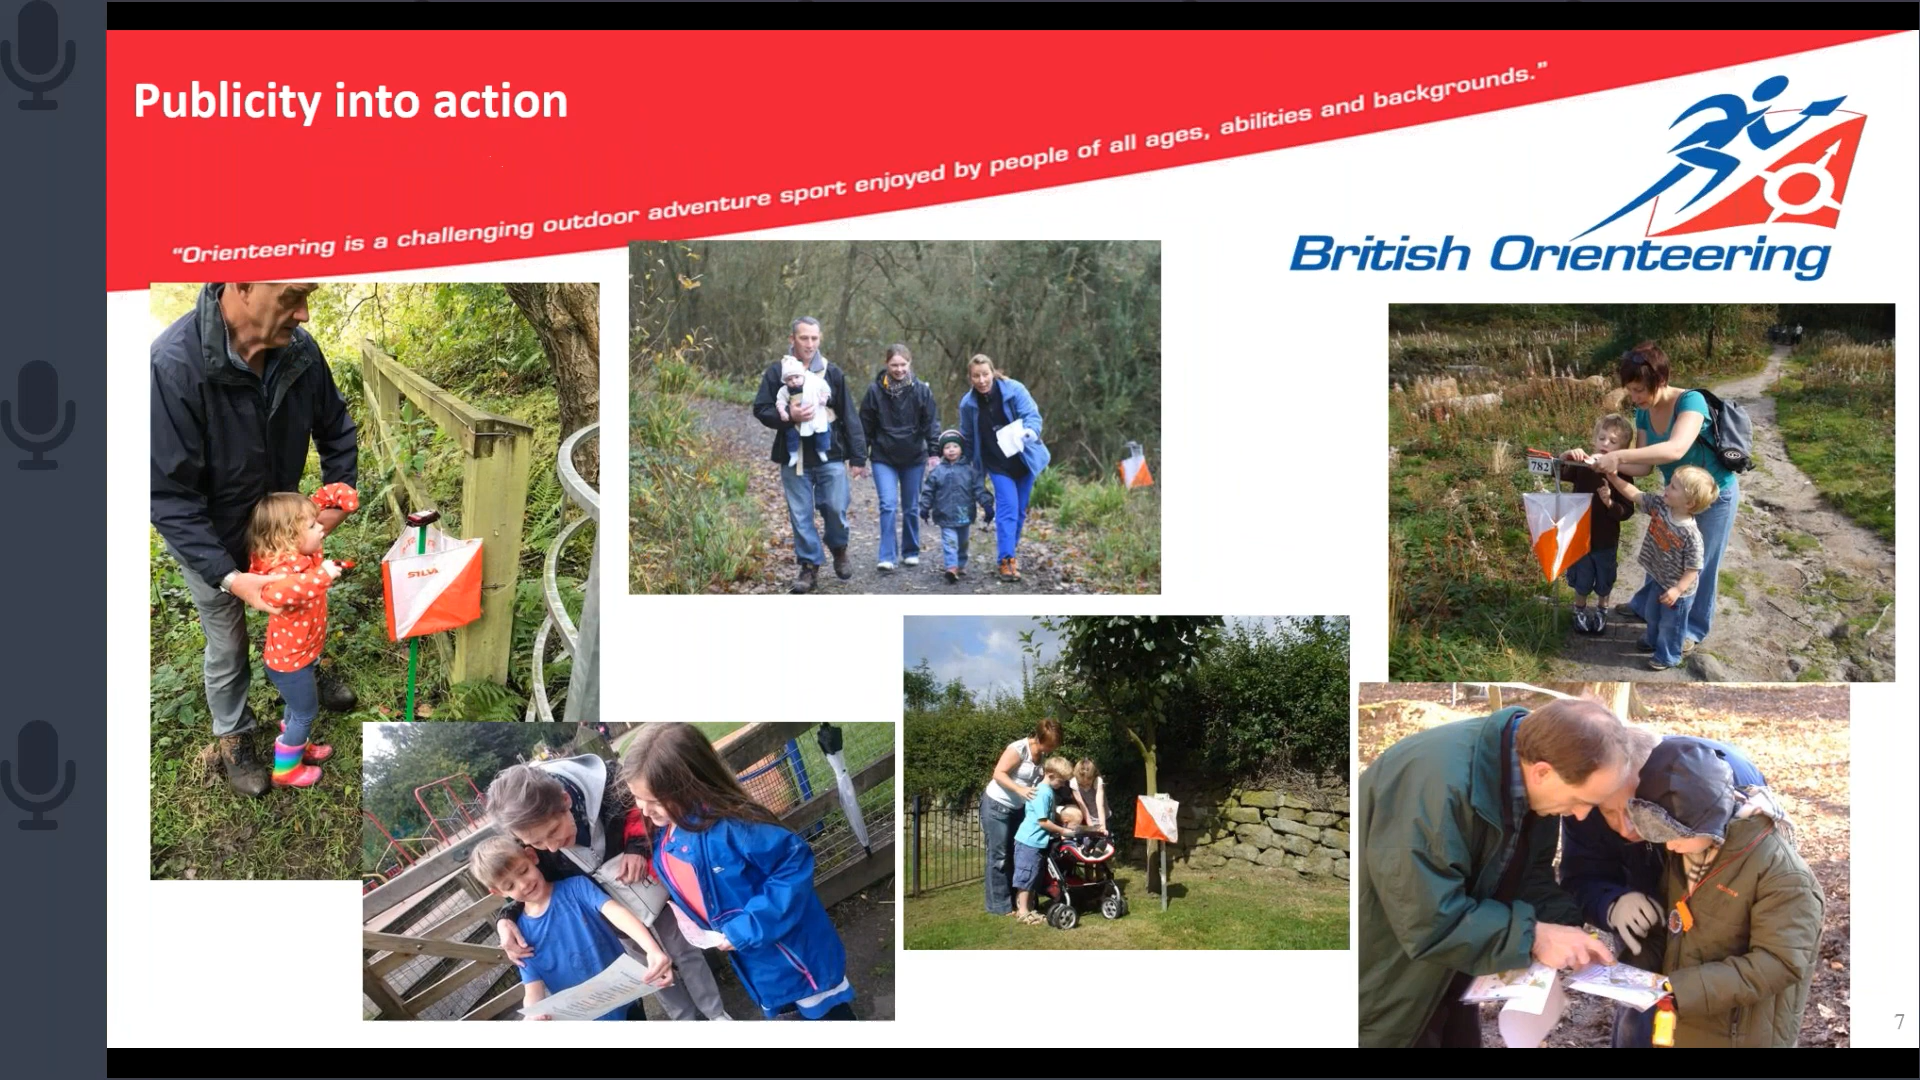 Publicity into action
“Orienteering is a challenging outdoor adventure sport enjoyed by people of all ages, abilities and backgrounds.”
British Orienteering
SILVA
782
7